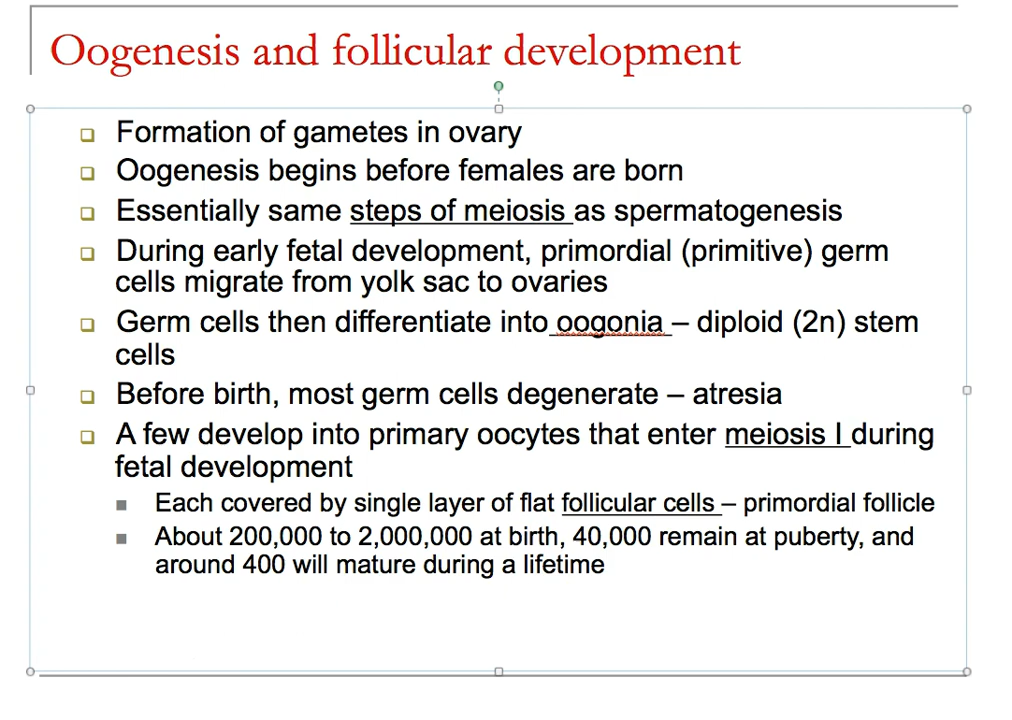 Oogenesis and follicular development
Formation of gametes in ovary
Oogenesis begins before females are born
Essentially same steps of meiosis as spermatogenesis
During early fetal development, primordial (primitive) germ
cells migrate from yolk sac to ovaries
Germ cells then differentiate into oogonia – diploid (2n) stem
cells
Before birth, most germ cells degenerate – atresia
A few develop into primary oocytes that enter meiosis I during
fetal development
Each covered by single layer of flat follicular cells – primordial follicle
About 200,000 to 2,000,000 at birth, 40,000 remain at puberty, and
around 400 will mature during a lifetime